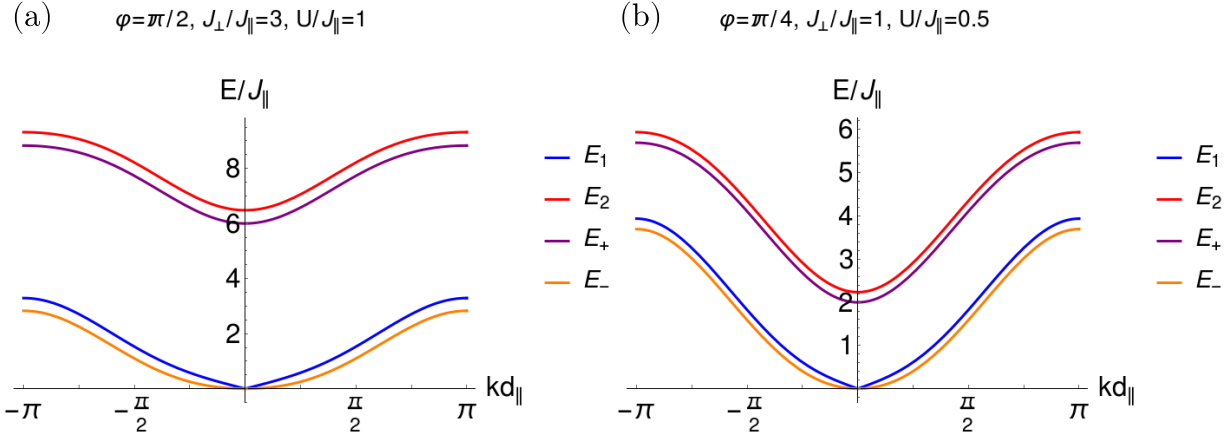 (a)
φ=π/2, J⊥/J∥=3, U/J∥=1
E/J∥
8
6
4
2
-π
-π/2
π/2
π
kd∥
E₁
E₂
E₊
E₋
(b)
φ=π/4, J⊥/J∥=1, U/J∥=0.5
E/J∥
6
5
4
3
2
1
-π
-π/2
π/2
π
kd∥
E₁
E₂
E₊
E₋